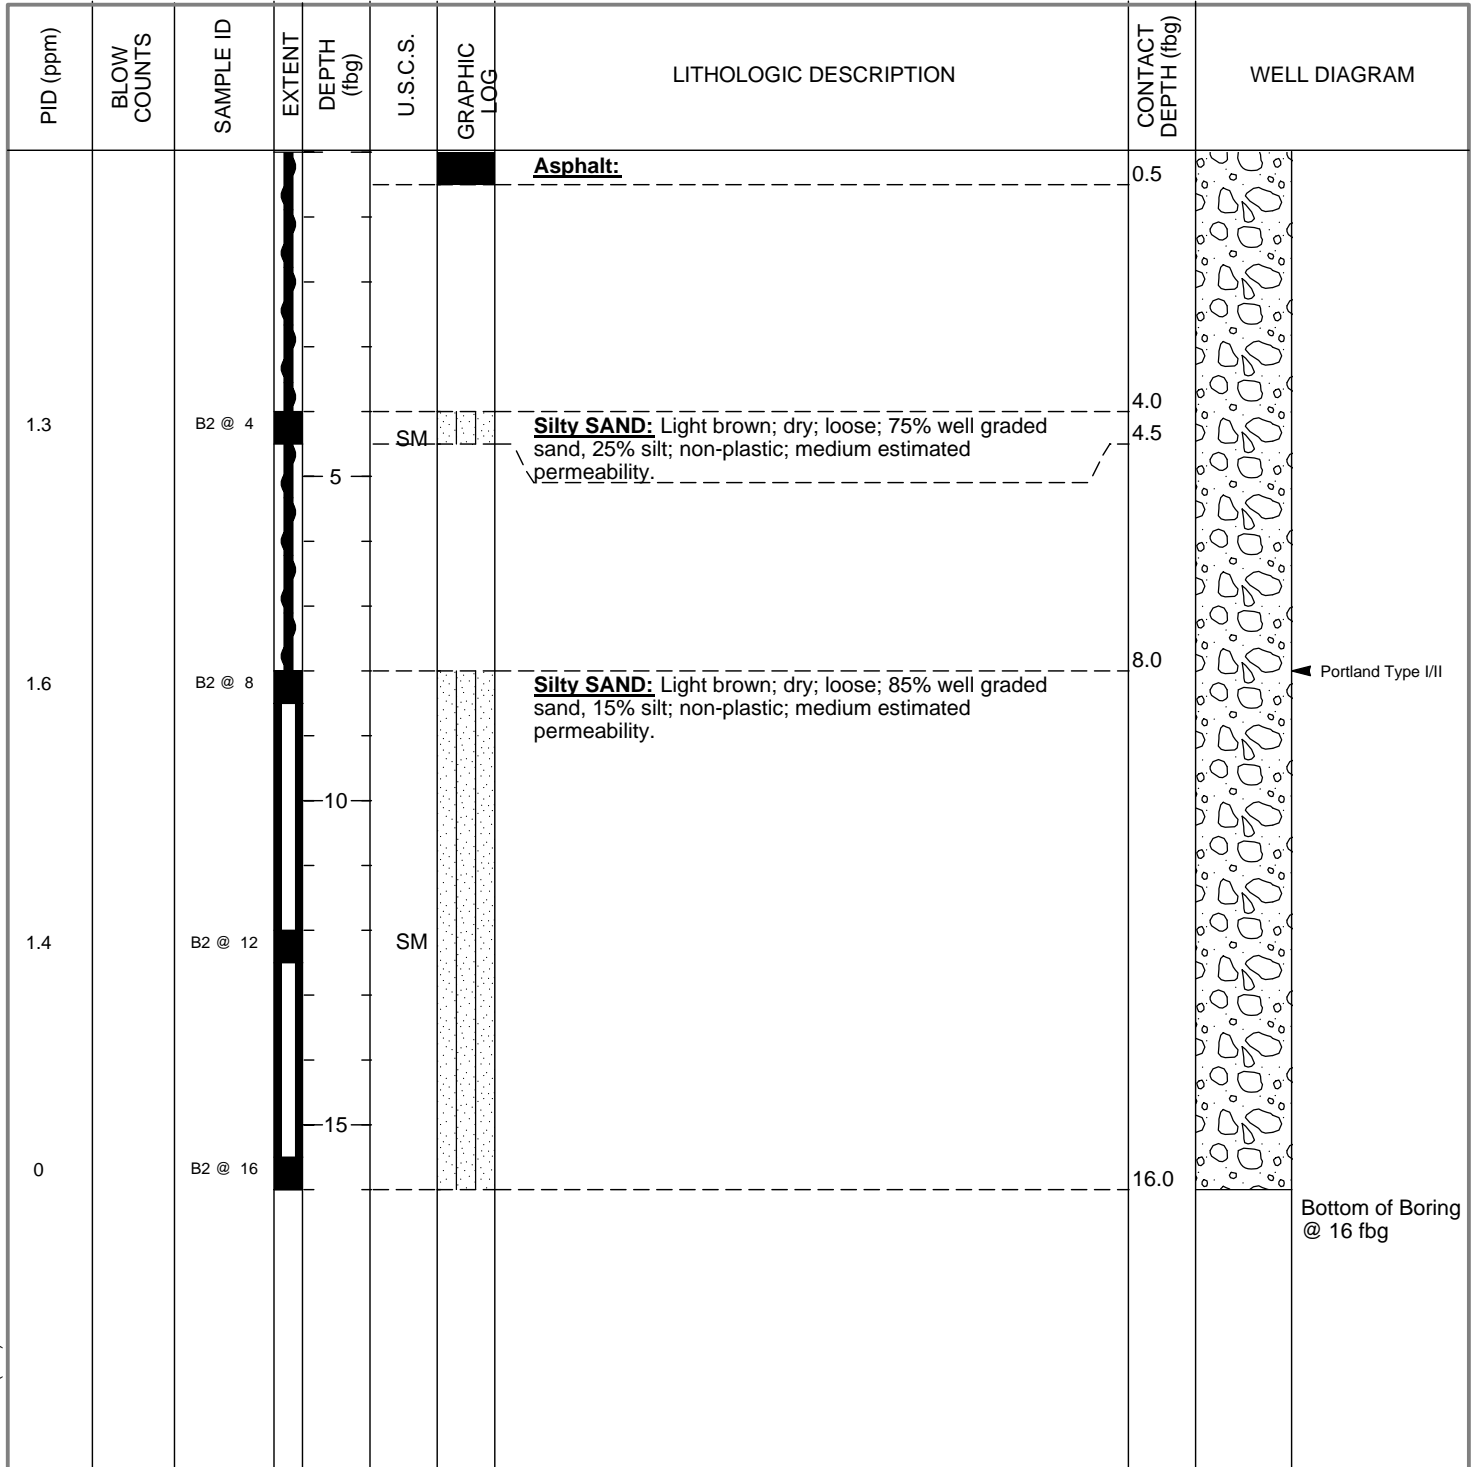 PID (ppm)
BLOW
COUNTS
SAMPLE ID
EXTENT
DEPTH
(fbg)
U.S.C.S.
GRAPHIC
LOG
LITHOLOGIC DESCRIPTION
CONTACT
DEPTH (fbg)
WELL DIAGRAM
Asphalt:
0.5
4.0
1.3
B2 @ 4
SM
Silty SAND: Light brown; dry; loose; 75% well graded
sand, 25% silt; non-plastic; medium estimated
permeability.
4.5
5
8.0
Portland Type I/II
1.6
B2 @ 8
Silty SAND: Light brown; dry; loose; 85% well graded
sand, 15% silt; non-plastic; medium estimated
permeability.
10
1.4
B2 @ 12
SM
15
0
B2 @ 16
16.0
Bottom of Boring
@ 16 fbg